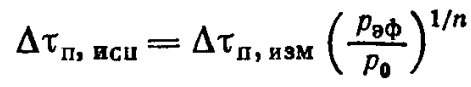 Δτп, исп = Δτп, изм (pэф/p0)^1/n